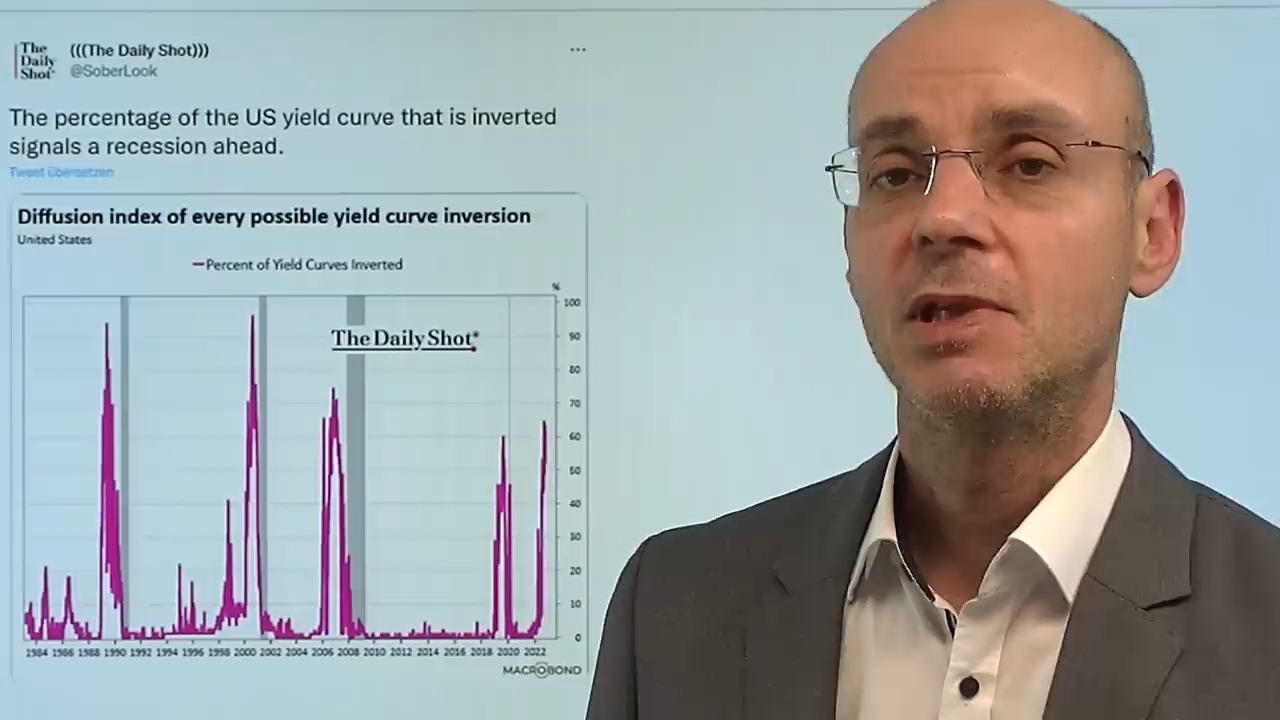 The
Daily
Shot
(((The Daily Shot)))
@SoberLook
...
The percentage of the US yield curve that is inverted
signals a recession ahead.
Tweet übersetzen
Diffusion index of every possible yield curve inversion
United States
Percent of Yield Curves Inverted
%
The Daily Shot
100
90
80
70
60
50
40
30
20
10
0
1984 1986 1988 1990 1992 1994 1996 1998 2000 2002 2004 2006 2008 2010 2012 2014 2016 2018 2020 2022
MACROBOND